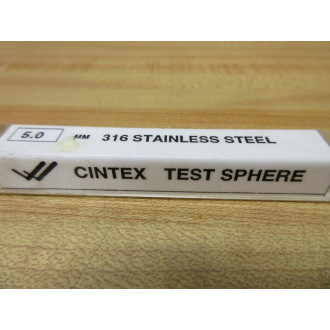 5.0 MM 316 STAINLESS STEEL
CINTEX TEST SPHERE